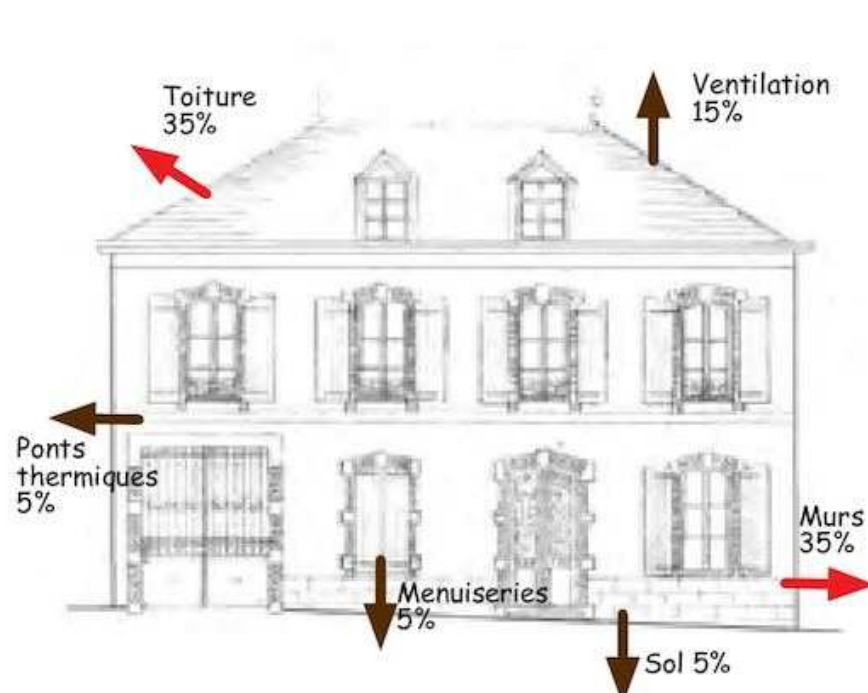 Toiture
35%
Ventilation
15%
Ponts
thermiques
5%
Murs
35%
Menuiseries
5%
Sol 5%